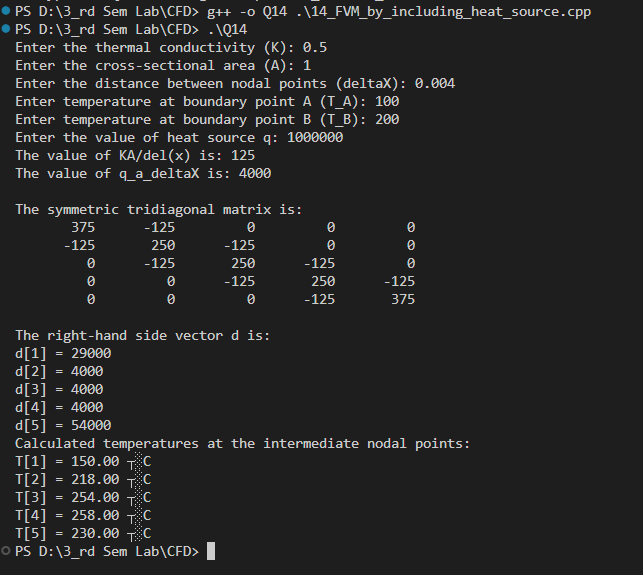 PS D:\3_rd Sem Lab\CFD> g++ -o Q14 .\14_FVM_by_including_heat_source.cpp
PS D:\3_rd Sem Lab\CFD> .\Q14
Enter the thermal conductivity (K): 0.5
Enter the cross-sectional area (A): 1
Enter the distance between nodal points (deltaX): 0.004
Enter temperature at boundary point A (T_A): 100
Enter temperature at boundary point B (T_B): 200
Enter the value of heat source q: 1000000
The value of KA/del(x) is: 125
The value of q_a_deltaX is: 4000
The symmetric tridiagonal matrix is:
375 -125 0 0 0
-125 250 -125 0 0
0 -125 250 -125 0
0 0 -125 250 -125
0 0 0 -125 375
The right-hand side vector d is:
d[1] = 29000
d[2] = 4000
d[3] = 4000
d[4] = 4000
d[5] = 54000
Calculated temperatures at the intermediate nodal points:
T[1] = 150.00 ┬░C
T[2] = 218.00 ┬░C
T[3] = 254.00 ┬░C
T[4] = 258.00 ┬░C
T[5] = 230.00 ┬░C
PS D:\3_rd Sem Lab\CFD>